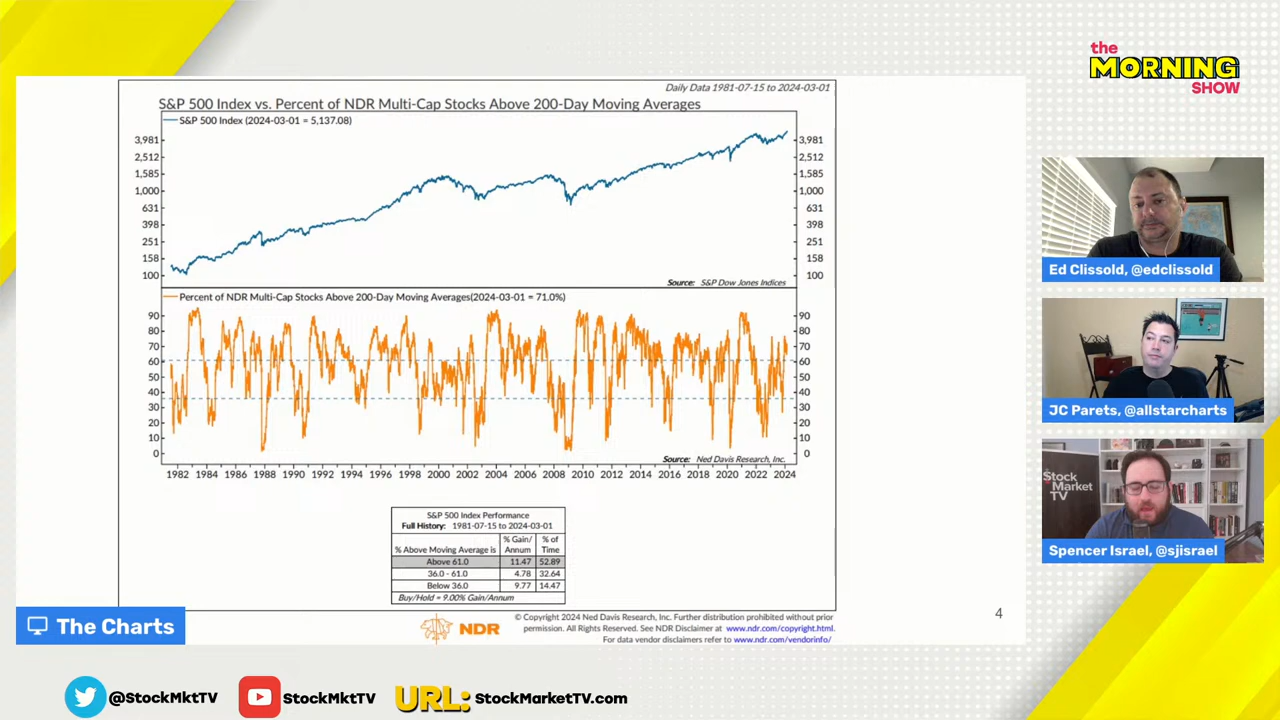 the
MORNING
SHOW
Daily Data 1981-07-15 to 2024-03-01
S&P 500 Index vs. Percent of NDR Multi-Cap Stocks Above 200-Day Moving Averages
S&P 500 Index (2024-03-01 = 5,137.08)
3,981 3,981
2,512 2,512
1,585 1,585
1,000 1,000
631 631
398 398
251 251
158 158
100 100
Source: S&P Dow Jones Indices
Percent of NDR Multi-Cap Stocks Above 200-Day Moving Averages(2024-03-01 = 71.0%)
90 90
80 80
70 70
60 60
50 50
40 40
30 30
20 20
10 10
0 0
Source: Ned Davis Research, Inc.
1982 1984 1986 1988 1990 1992 1994 1996 1998 2000 2002 2004 2006 2008 2010 2012 2014 2016 2018 2020 2022 2024
S&P 500 Index Performance
Full History: 1981-07-15 to 2024-03-01
% Above Moving Average is % Gain/ Annum % of Time
Above 61.0 11.47 52.89
36.0 - 61.0 4.78 32.64
Below 36.0 9.77 14.47
Buy/Hold = 9.00% Gain/Annum
NDR
© Copyright 2024 Ned Davis Research, Inc. Further distribution prohibited without prior
permission. All Rights Reserved. See NDR Disclaimer at www.ndr.com/copyright.html.
For data vendor disclaimers refer to www.ndr.com/vendorinfo/
4
The Charts
Ed Clissold, @edclissold
JC Parets, @allstarcharts
Stock
Market
TV
Spencer Israel, @sjisrael
@StockMktTV
StockMktTV
URL: StockMarketTV.com